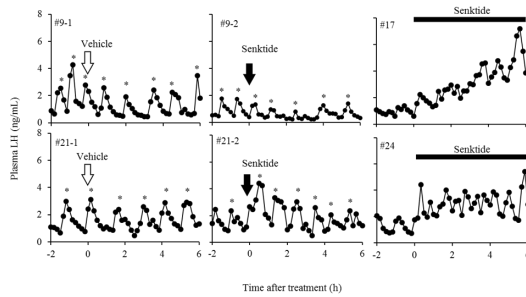 #9-1
Vehicle
#9-2
Senktide
#17
Senktide
8
6
4
2
0
Plasma LH (ng/mL)
#21-1
Vehicle
#21-2
Senktide
#24
Senktide
8
6
4
2
0
-2 0 2 4 6
-2 0 2 4 6
-2 0 2 4 6
Time after treatment (h)